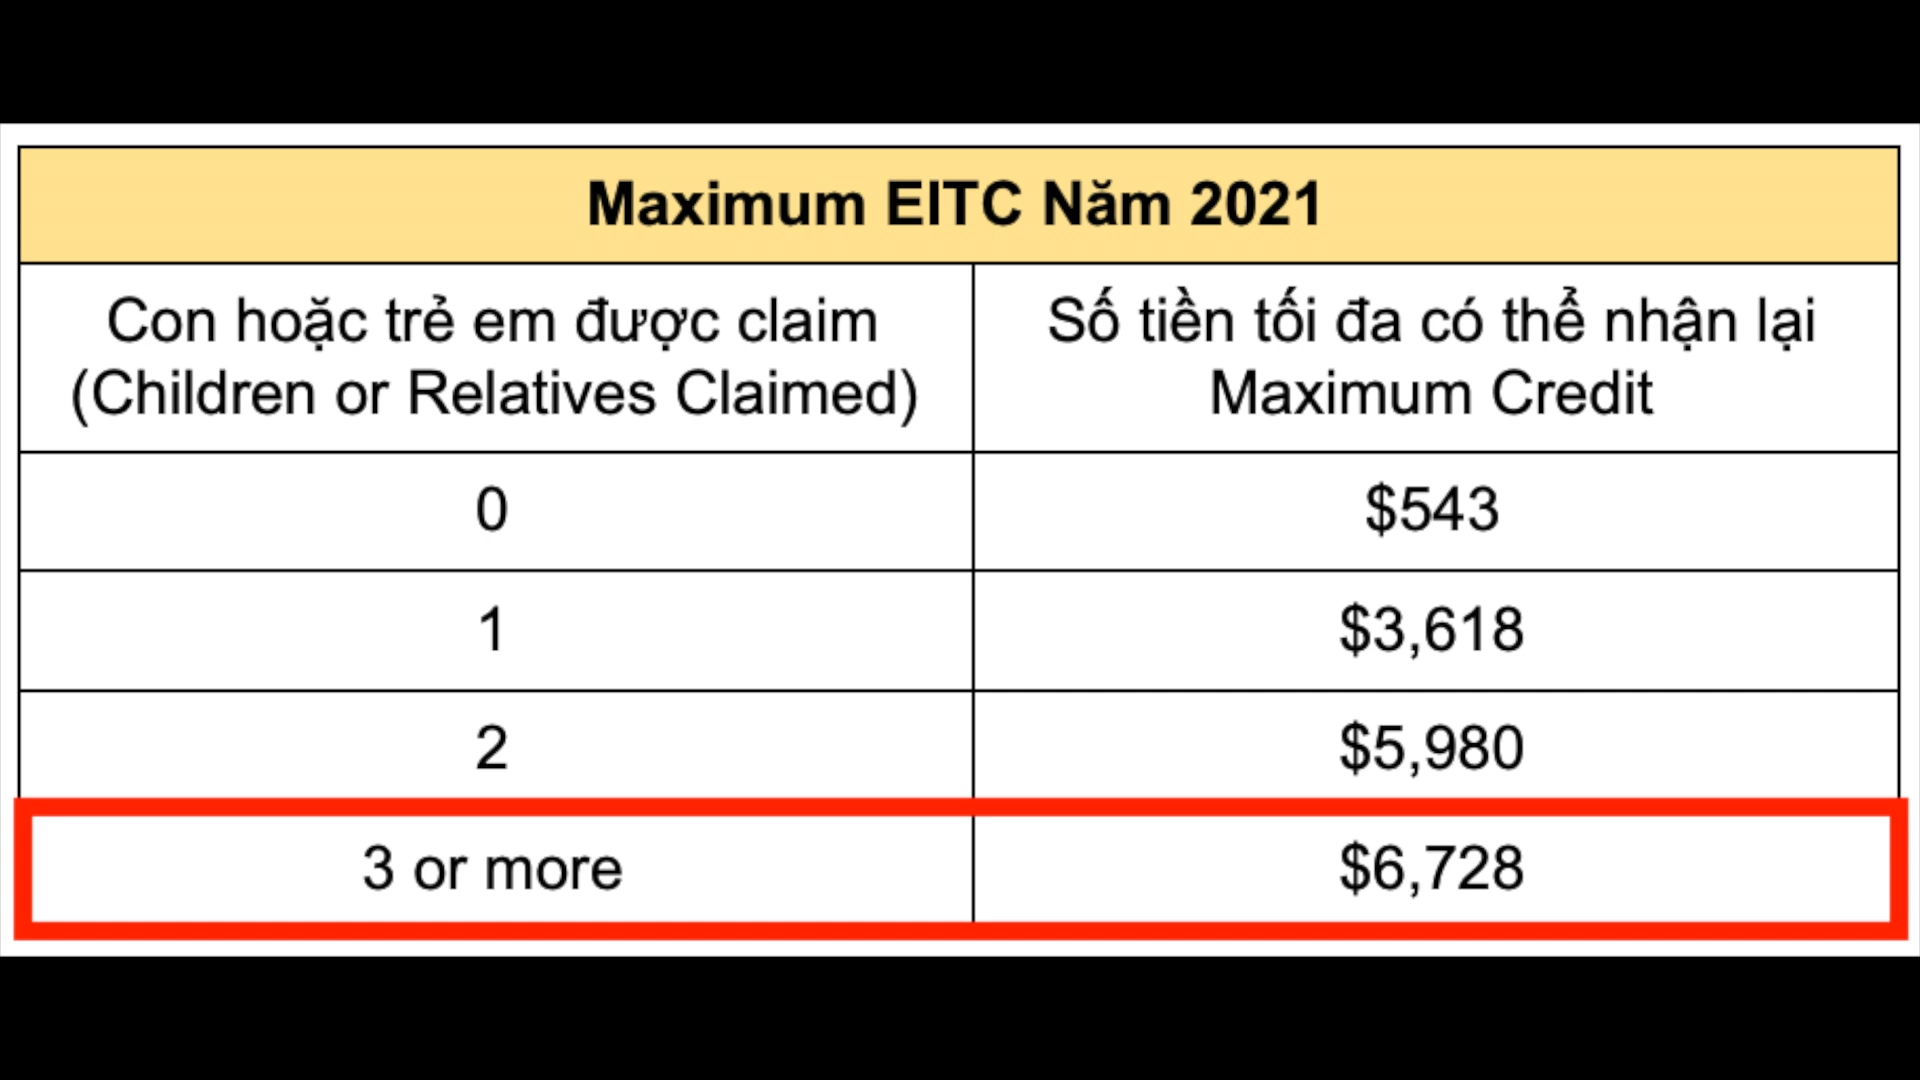 Maximum EITC Năm 2021
Con hoặc trẻ em được claim
(Children or Relatives Claimed)
Số tiền tối đa có thể nhận lại
Maximum Credit
0
$543
1
$3,618
2
$5,980
3 or more
$6,728